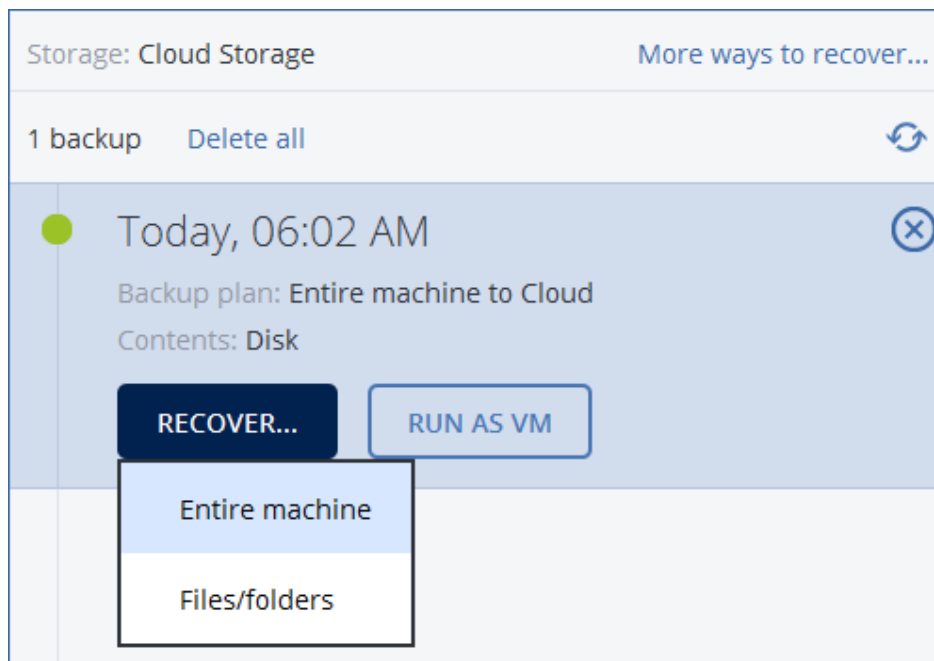 Storage: Cloud Storage More ways to recover...
1 backup Delete all
Today, 06:02 AM
Backup plan: Entire machine to Cloud
Contents: Disk
RECOVER... RUN AS VM
Entire machine
Files/folders